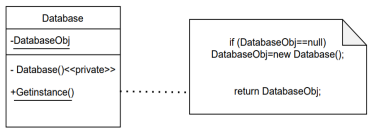 Database
-DatabaseObj
- Database()<<private>>
+Getinstance()
if (DatabaseObj==null)
DatabaseObj=new Database();
return DatabaseObj;